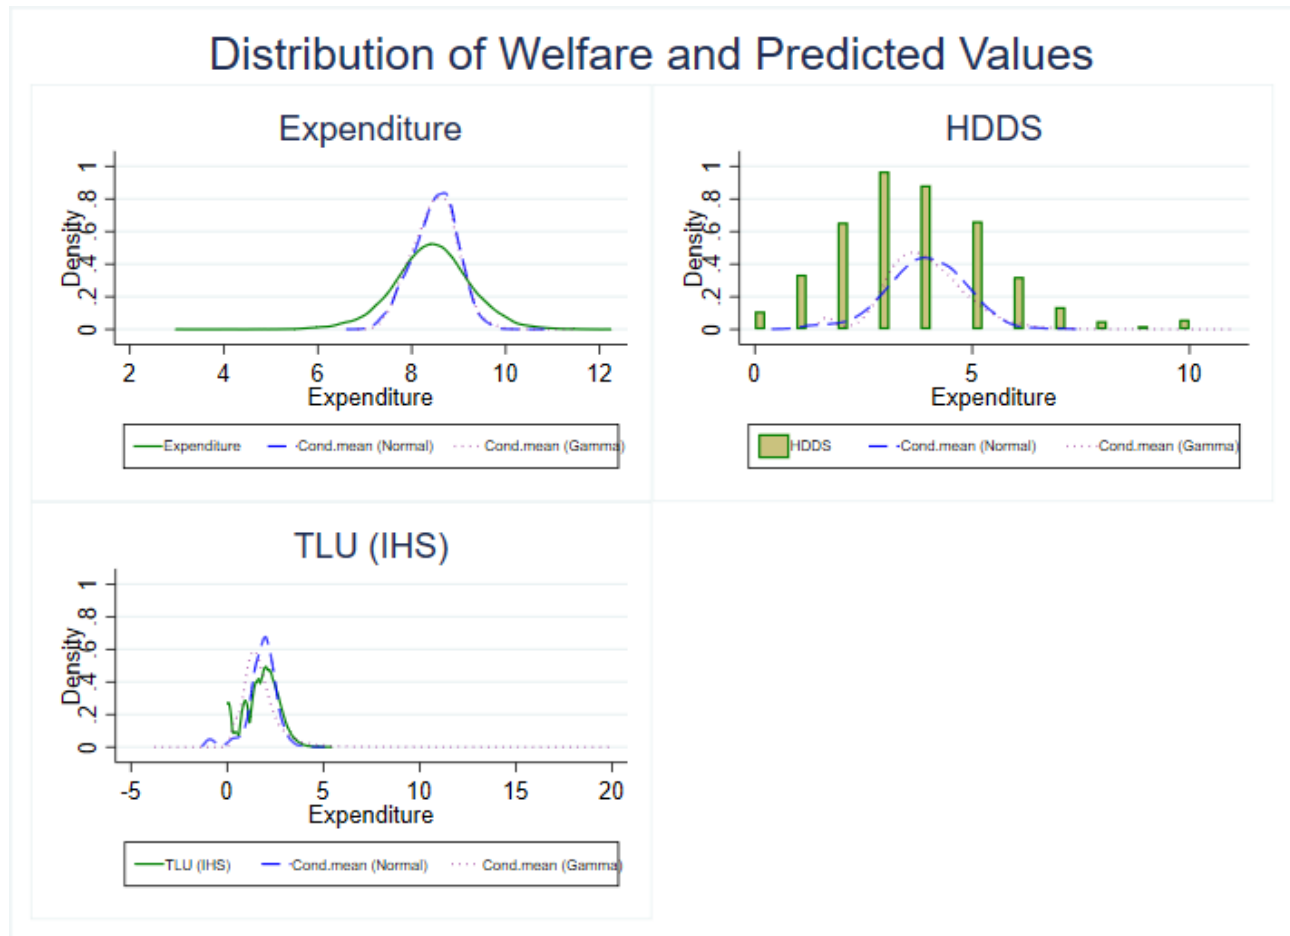 Distribution of Welfare and Predicted Values
Expenditure
Density
0 .2 .4 .6 .8 1
2 4 6 8 10 12
Expenditure
Expenditure Cond.mean (Normal) Cond.mean (Gamma)
HDDS
Density
0 .2 .4 .6 .8 1
0 5 10
Expenditure
HDDS Cond.mean (Normal) Cond.mean (Gamma)
TLU (IHS)
Density
0 .2 .4 .6 .8 1
-5 0 5 10 15 20
Expenditure
TLU (IHS) Cond.mean (Normal) Cond.mean (Gamma)